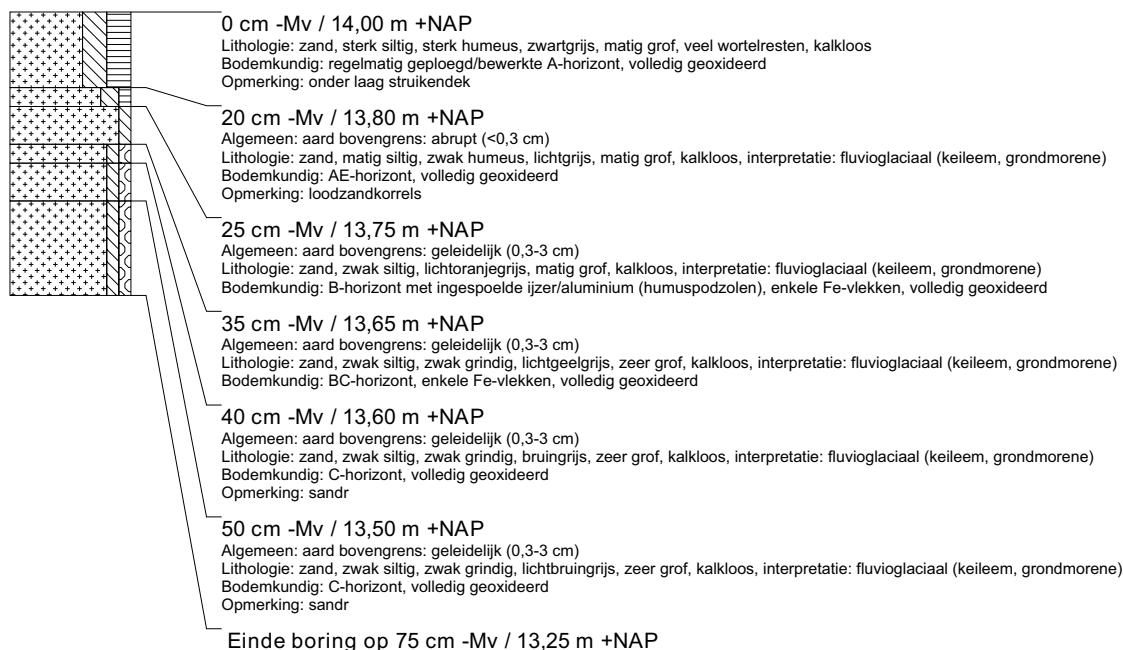 0 cm -Mv / 14,00 m +NAP
Lithologie: zand, sterk siltig, sterk humeus, zwartgrijs, matig grof, veel wortelresten, kalkloos
Bodemkundig: regelmatig geploegd/bewerkte A-horizont, volledig geoxideerd
Opmerking: onder laag struikendek
20 cm -Mv / 13,80 m +NAP
Algemeen: aard bovengrens: abrupt (<0,3 cm)
Lithologie: zand, matig siltig, zwak humeus, lichtgrijs, matig grof, kalkloos, interpretatie: fluvioglaciaal (keileem, grondmorene)
Bodemkundig: AE-horizont, volledig geoxideerd
Opmerking: loodzandkorrels
25 cm -Mv / 13,75 m +NAP
Algemeen: aard bovengrens: geleidelijk (0,3-3 cm)
Lithologie: zand, zwak siltig, lichtoranjegrijs, matig grof, kalkloos, interpretatie: fluvioglaciaal (keileem, grondmorene)
Bodemkundig: B-horizont met ingespoelde ijzer/aluminium (humuspodzolen), enkele Fe-vlekken, volledig geoxideerd
35 cm -Mv / 13,65 m +NAP
Algemeen: aard bovengrens: geleidelijk (0,3-3 cm)
Lithologie: zand, zwak siltig, zwak grindig, lichtgeelgrijs, zeer grof, kalkloos, interpretatie: fluvioglaciaal (keileem, grondmorene)
Bodemkundig: BC-horizont, enkele Fe-vlekken, volledig geoxideerd
40 cm -Mv / 13,60 m +NAP
Algemeen: aard bovengrens: geleidelijk (0,3-3 cm)
Lithologie: zand, zwak siltig, zwak grindig, bruingrijs, zeer grof, kalkloos, interpretatie: fluvioglaciaal (keileem, grondmorene)
Bodemkundig: C-horizont, volledig geoxideerd
Opmerking: sandr
50 cm -Mv / 13,50 m +NAP
Algemeen: aard bovengrens: geleidelijk (0,3-3 cm)
Lithologie: zand, zwak siltig, zwak grindig, lichtbruingrijs, zeer grof, kalkloos, interpretatie: fluvioglaciaal (keileem, grondmorene)
Bodemkundig: C-horizont, volledig geoxideerd
Opmerking: sandr
Einde boring op 75 cm -Mv / 13,25 m +NAP